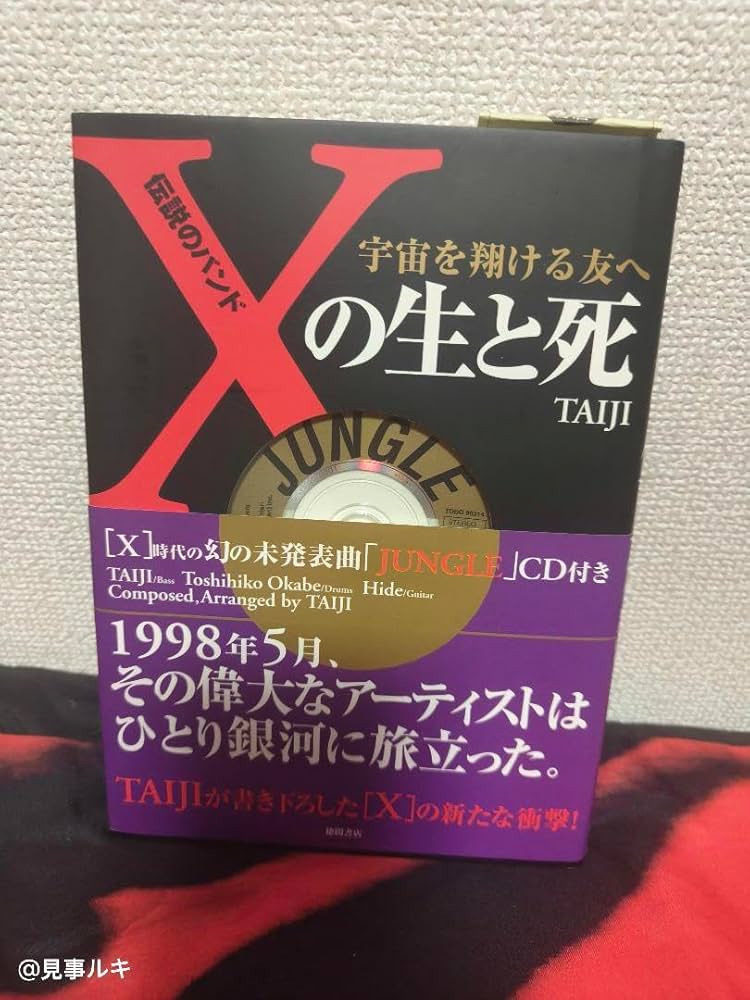 伝説のバンド
宇宙を翔ける友へ
Xの生と死
TAIJI
JUNGLE
[X]時代の幻の未発表曲「JUNGLE」CD付き
TAIJI/Bass Toshihiko Okabe/Drums Hide/Guitar
Composed,Arranged by TAIJI
1998年5月、
その偉大なアーティストは
ひとり銀河に旅立った。
TAIJIが書き下ろした[X]の新たな衝撃!
徳間書店
@見事ルキ